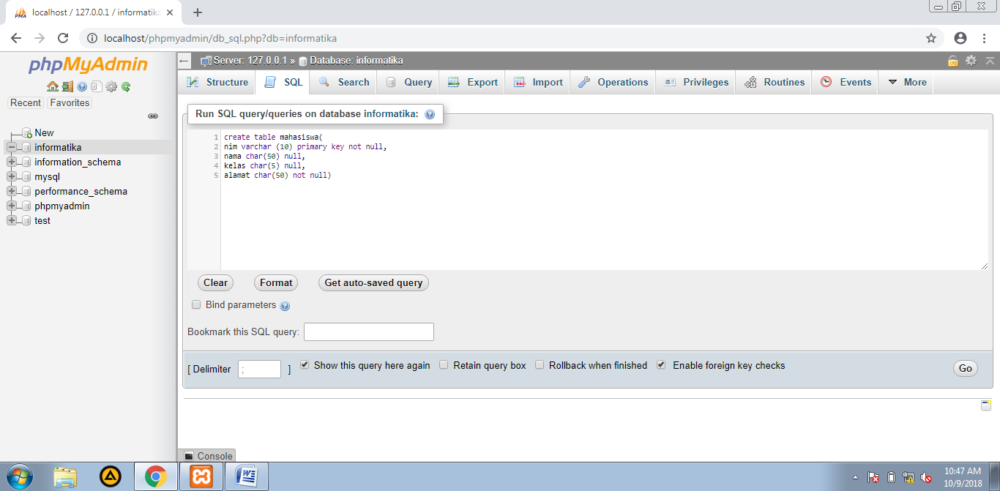 localhost / 127.0.0.1 / informatika
localhost/phpmyadmin/db_sql.php?db=informatika
phpMyAdmin
Recent Favorites
New
informatika
information_schema
mysql
performance_schema
phpmyadmin
test
Server: 127.0.0.1 » Database: informatika
Structure SQL Search Query Export Import Operations Privileges Routines Events More
Run SQL query/queries on database informatika:
1 create table mahasiswa(
2 nim varchar (10) primary key not null,
3 nama char(50) null,
4 kelas char(5) null,
5 alamat char(50) not null)
Clear Format Get auto-saved query
Bind parameters
Bookmark this SQL query:
[ Delimiter ; ] Show this query here again Retain query box Rollback when finished Enable foreign key checks Go
Console
10:47 AM
10/9/2018